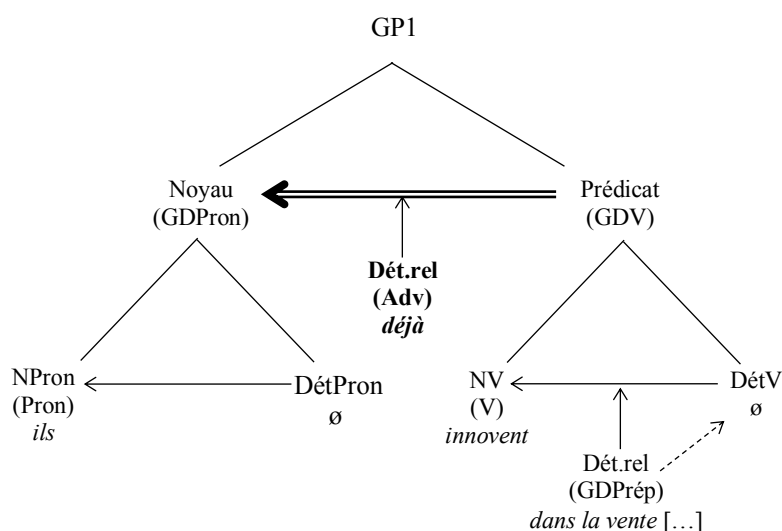 GP1
Noyau
(GDPron)
Prédicat
(GDV)
Dét.rel
(Adv)
déjà
NPron
(Pron)
ils
DétPron
ø
NV
(V)
innovent
DétV
ø
Dét.rel
(GDPrép)
dans la vente [...]